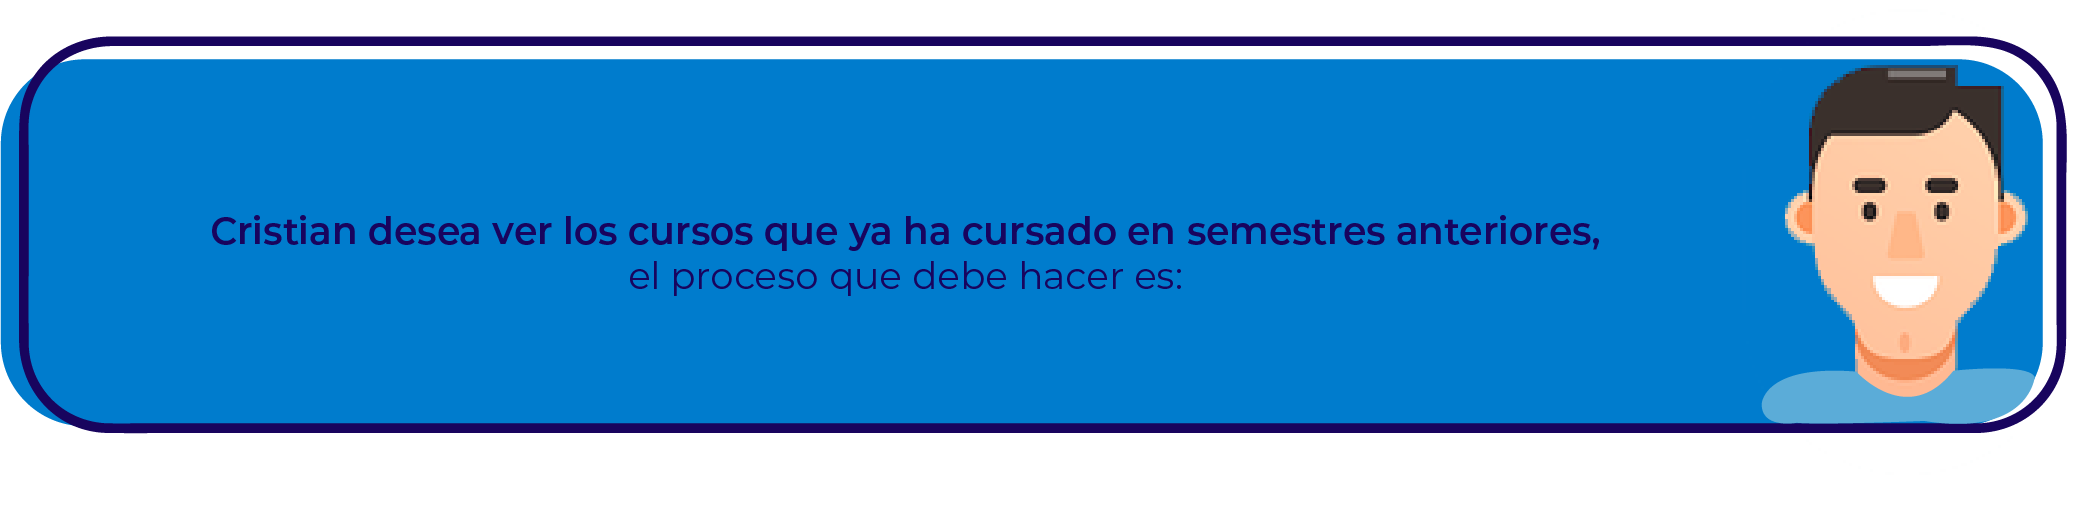 Cristian desea ver los cursos que ya ha cursado en semestres anteriores,
el proceso que debe hacer es: